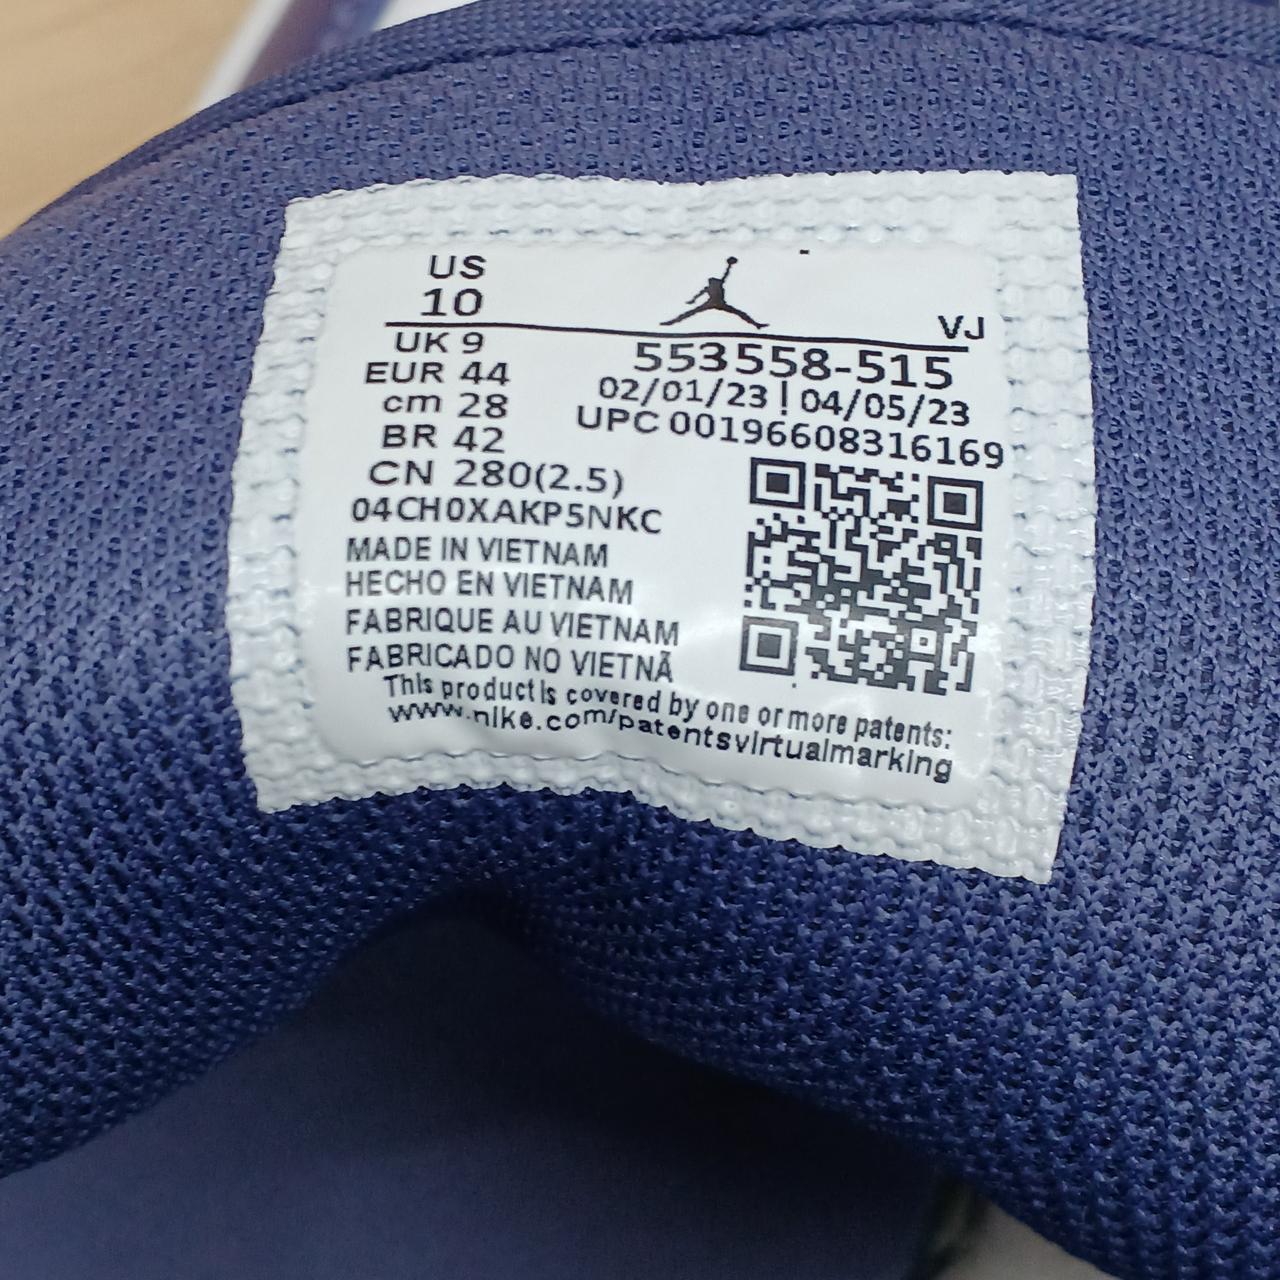 US
10
VJ
UK 9
EUR 44
cm 28
BR 42
CN 280(2.5)
553558-515
02/01/23 | 04/05/23
UPC 00196608316169
04CH0XAKP5NKC
MADE IN VIETNAM
HECHO EN VIETNAM
FABRIQUE AU VIETNAM
FABRICADO NO VIETNÃ
This product is covered by one or more patents:
www.nike.com/patentsvirtualmarking